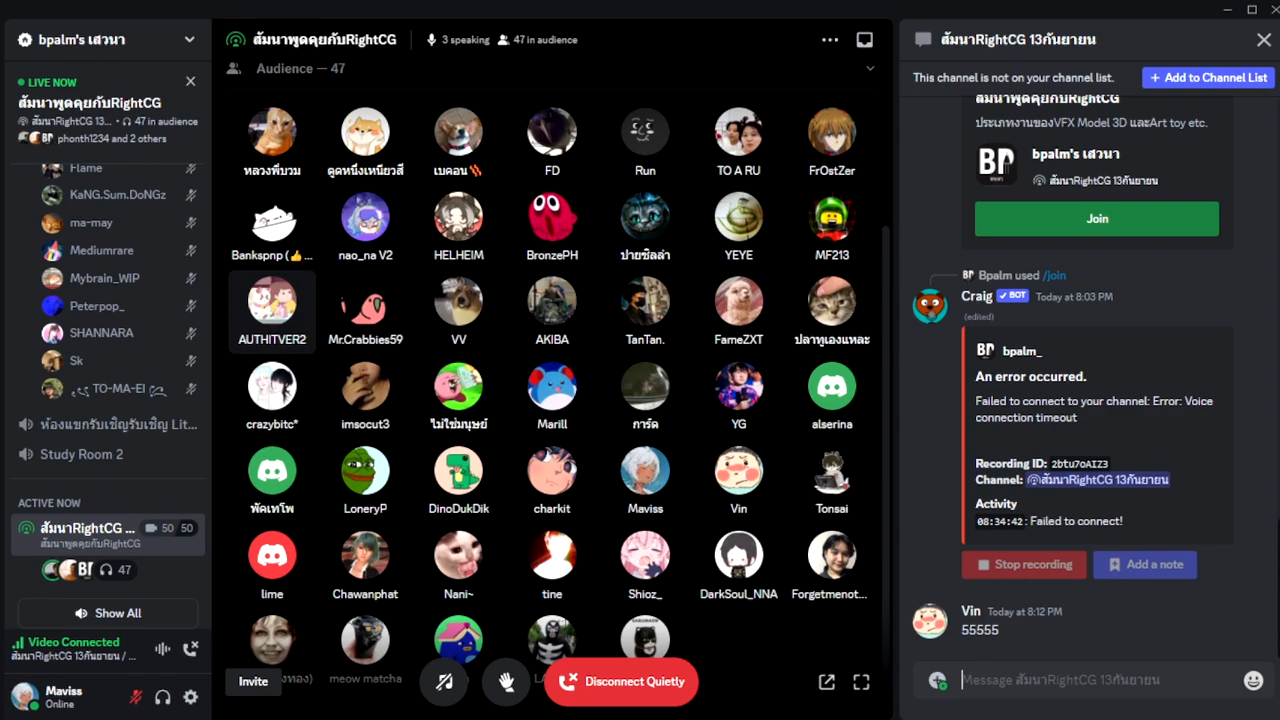 bpalm's เสวนา
LIVE NOW
สัมนาพูดคุยกับRightCG
สัมนาRightCG 13... • 47 in audience
phonth1234 and 2 others
Flame
KaNG.Sum.DoNGz
ma-may
Mediumrare
Mybrain_WIP
Peterpop_
SHANNARA
Sk
TO-MA-EI
ห้องแขกรับเชิญรับเชิญ Lit...
Study Room 2
ACTIVE NOW
สัมนาRightCG ... 50 50
สัมนาพูดคุยกับRightCG
BP 47
Show All
Video Connected
สัมนาRightCG 13กันยายน / ...
Maviss
Online
สัมนาพูดคุยกับRightCG 3 speaking 47 in audience
Audience — 47
หลวงพี่บวม ดูดหนึ่งเหนียวสี่ เบคอน🥓 FD Run TO A RU FrOstZer
Bankspnp (👍... nao_na V2 HELHEIM BronzePH ปายซิลล่า YEYE MF213
AUTHITVER2 Mr.Crabbies59 VV AKIBA TanTan. FameZXT ปลาทูเองแหละ
crazybitc* imsocut3 ไม่ใช่มนุษย์ Marill การ์ด YG alserina
พัคเทโพ LoneryP DinoDukDik charkit Maviss Vin Tonsai
lime Chawanphat Nani~ tine Shioz_ DarkSoul_NNA Forgetmenot...
meow matcha
Invite
Disconnect Quietly
สัมนาRightCG 13กันยายน
This channel is not on your channel list. + Add to Channel List
สัมนาพูดคุยกับRightCG
ประเภทงานของVFX Model 3D และArt toy etc.
BP
bpalm's เสวนา
สัมนาRightCG 13กันยายน
Join
BP Bpalm used /join
Craig ✓ BOT Today at 8:03 PM
(edited)
BP bpalm_
An error occurred.
Failed to connect to your channel: Error: Voice
connection timeout
Recording ID: 2btu7oAIZ3
Channel: สัมนาRightCG 13กันยายน
Activity
08:34:42: Failed to connect!
Stop recording Add a note
Vin Today at 8:12 PM
55555
Message สัมนาRightCG 13กันยายน